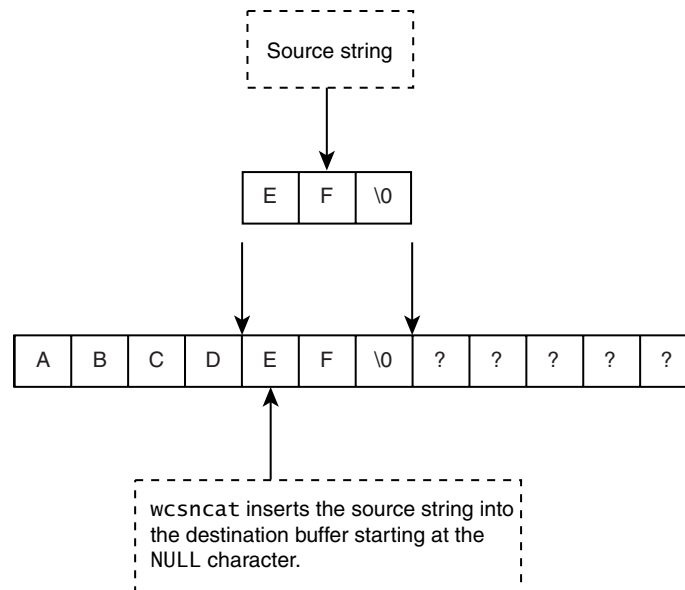 Source string
E F \0
A B C D E F \0 ? ? ? ? ?
wcsncat inserts the source string into
the destination buffer starting at the
NULL character.